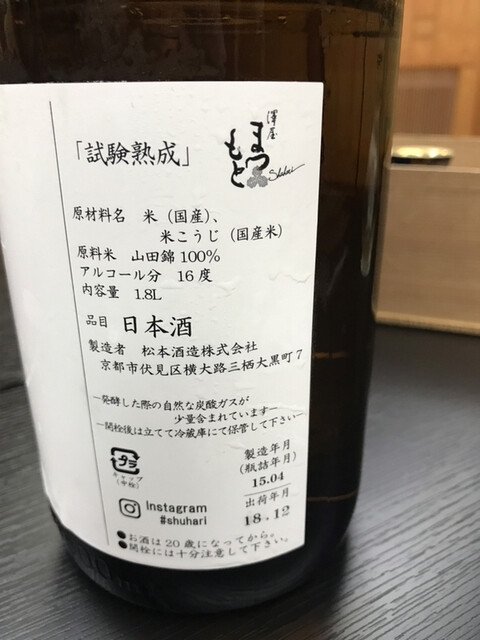 「試験熟成」
澤屋
まつもと
Shuhari
原材料名 米(国産)、
米こうじ(国産米)
原料米 山田錦100%
アルコール分 16度
内容量 1.8L
品目 日本酒
製造者 松本酒造株式会社
京都市伏見区横大路三栖大黒町7
―発酵した際の自然な炭酸ガスが
少量含まれています―
―開栓後は立てて冷蔵庫にて保管して下さい―
プラ
キャップ
(中栓)
製造年月
(瓶詰年月)
15.04
出荷年月
18.12
Instagram
#shuhari
●お酒は20歳になってから。
●開栓には十分注意して下さい。